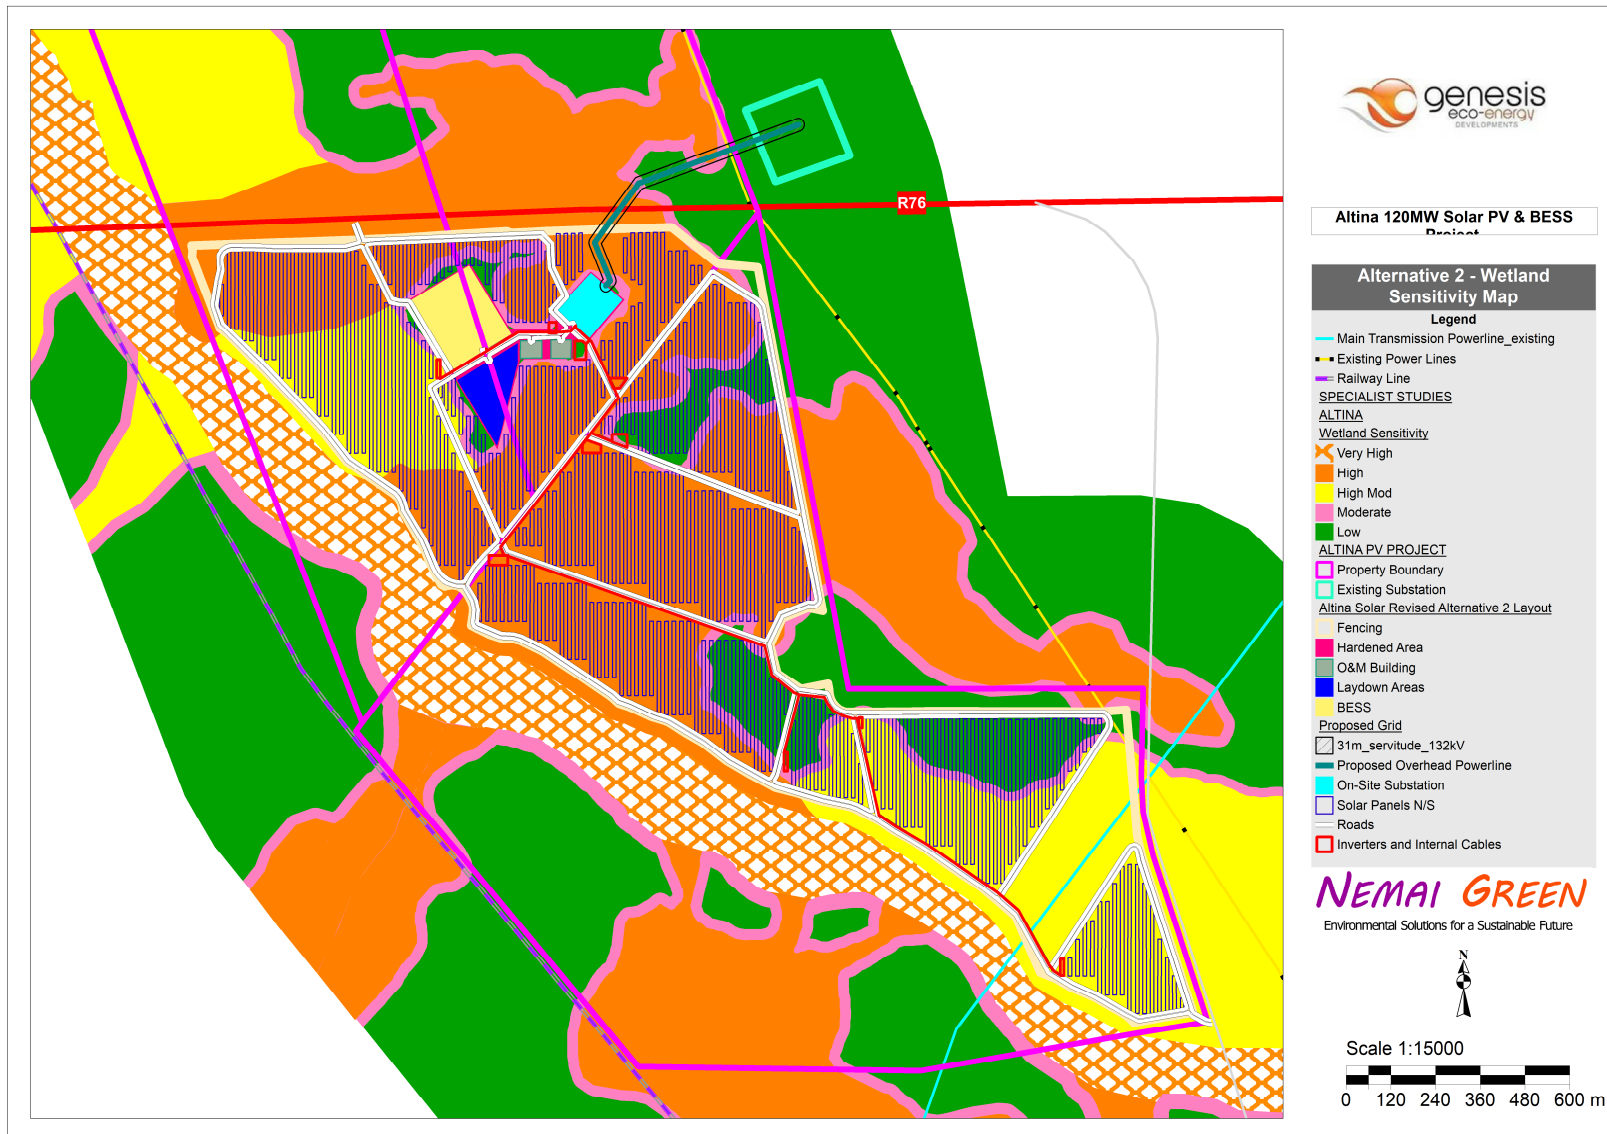 R76
genesis
eco-energy
DEVELOPMENTS
Altina 120MW Solar PV & BESS
Project
Alternative 2 - Wetland
Sensitivity Map
Legend
Main Transmission Powerline_existing
Existing Power Lines
Railway Line
SPECIALIST STUDIES
ALTINA
Wetland Sensitivity
Very High
High
High Mod
Moderate
Low
ALTINA PV PROJECT
Property Boundary
Existing Substation
Altina Solar Revised Alternative 2 Layout
Fencing
Hardened Area
O&M Building
Laydown Areas
BESS
Proposed Grid
31m_servitude_132kV
Proposed Overhead Powerline
On-Site Substation
Solar Panels N/S
Roads
Inverters and Internal Cables
NEMAI GREEN
Environmental Solutions for a Sustainable Future
N
Scale 1:15000
0 120 240 360 480 600 m